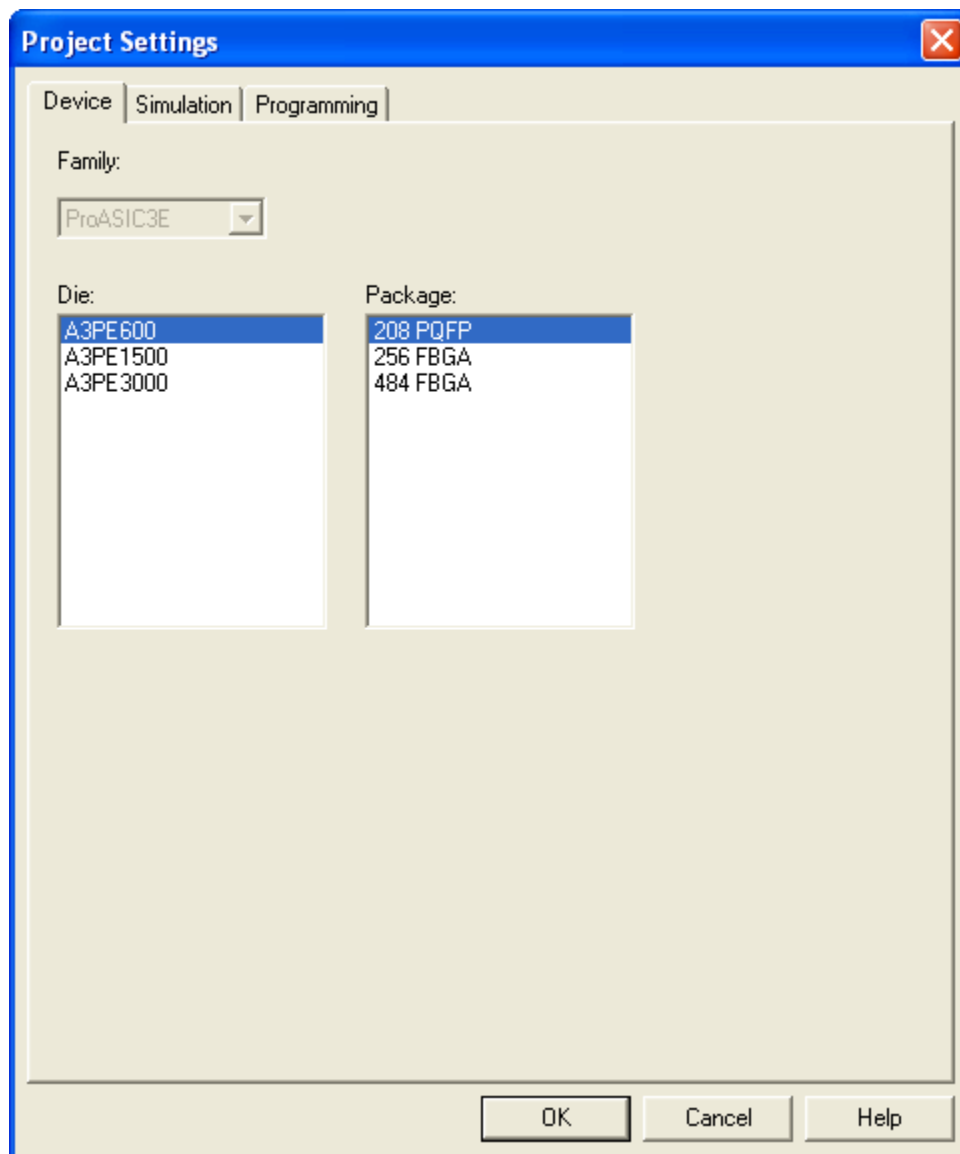 Project Settings
Device Simulation Programming
Family:
ProASIC3E
Die: Package:
A3PE600 208 PQFP
A3PE1500 256 FBGA
A3PE3000 484 FBGA
OK Cancel Help